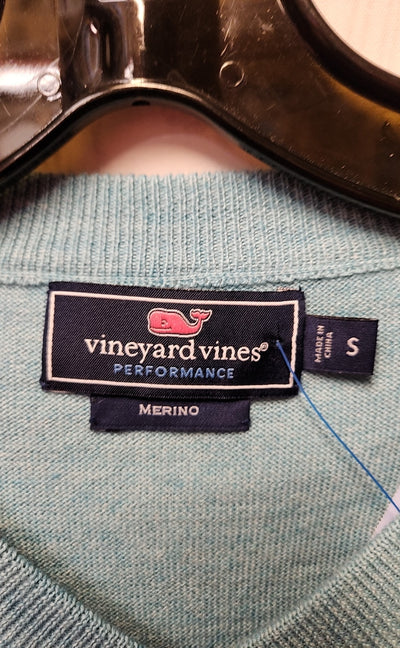 vineyard vines®
PERFORMANCE
MERINO
MADE IN
CHINA
S